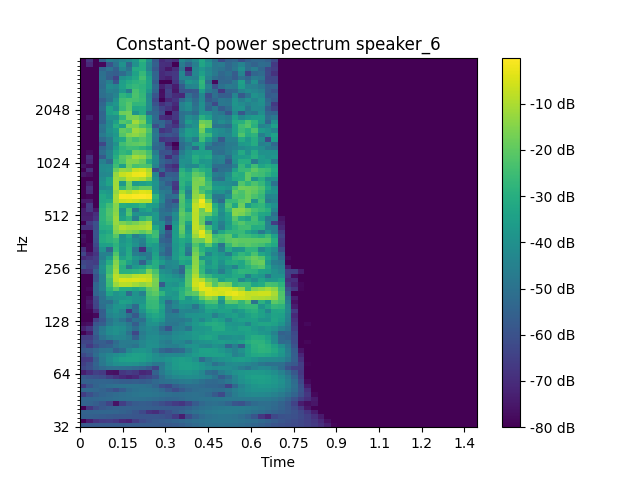 Constant-Q power spectrum speaker_6
Hz
2048
1024
512
256
128
64
32
0 0.15 0.3 0.45 0.6 0.75 0.9 1.1 1.2 1.4
Time
-10 dB
-20 dB
-30 dB
-40 dB
-50 dB
-60 dB
-70 dB
-80 dB